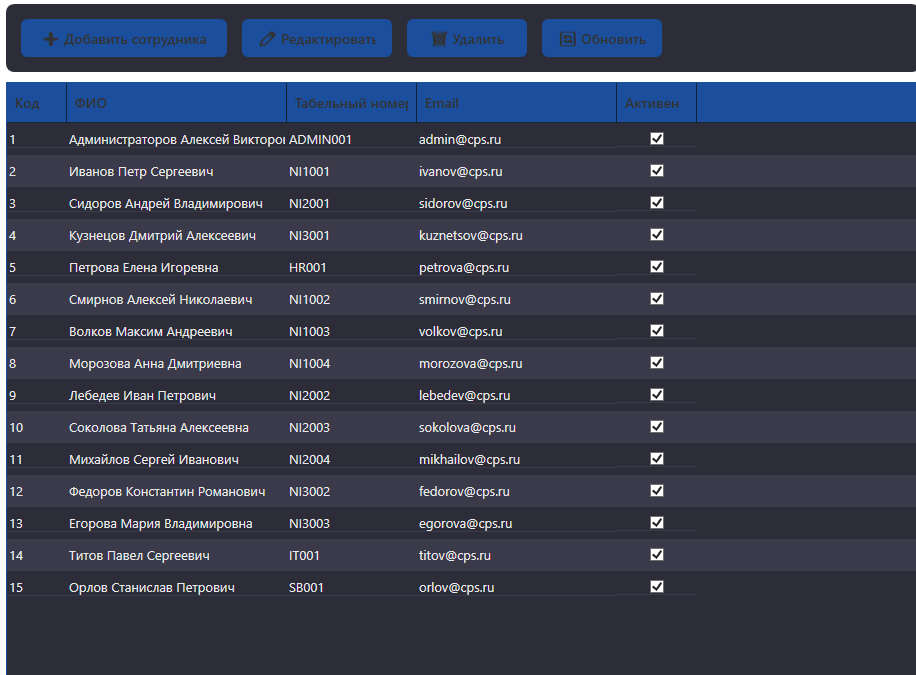 Добавить сотрудника Редактировать Удалить Обновить
Код ФИО Табельный номер Email Активен
1 Администраторов Алексей Викторо ADMIN001 admin@cps.ru
2 Иванов Петр Сергеевич NI1001 ivanov@cps.ru
3 Сидоров Андрей Владимирович NI2001 sidorov@cps.ru
4 Кузнецов Дмитрий Алексеевич NI3001 kuznetsov@cps.ru
5 Петрова Елена Игоревна HR001 petrova@cps.ru
6 Смирнов Алексей Николаевич NI1002 smirnov@cps.ru
7 Волков Максим Андреевич NI1003 volkov@cps.ru
8 Морозова Анна Дмитриевна NI1004 morozova@cps.ru
9 Лебедев Иван Петрович NI2002 lebedev@cps.ru
10 Соколова Татьяна Алексеевна NI2003 sokolova@cps.ru
11 Михайлов Сергей Иванович NI2004 mikhailov@cps.ru
12 Федоров Константин Романович NI3002 fedorov@cps.ru
13 Егорова Мария Владимировна NI3003 egorova@cps.ru
14 Титов Павел Сергеевич IT001 titov@cps.ru
15 Орлов Станислав Петрович SB001 orlov@cps.ru